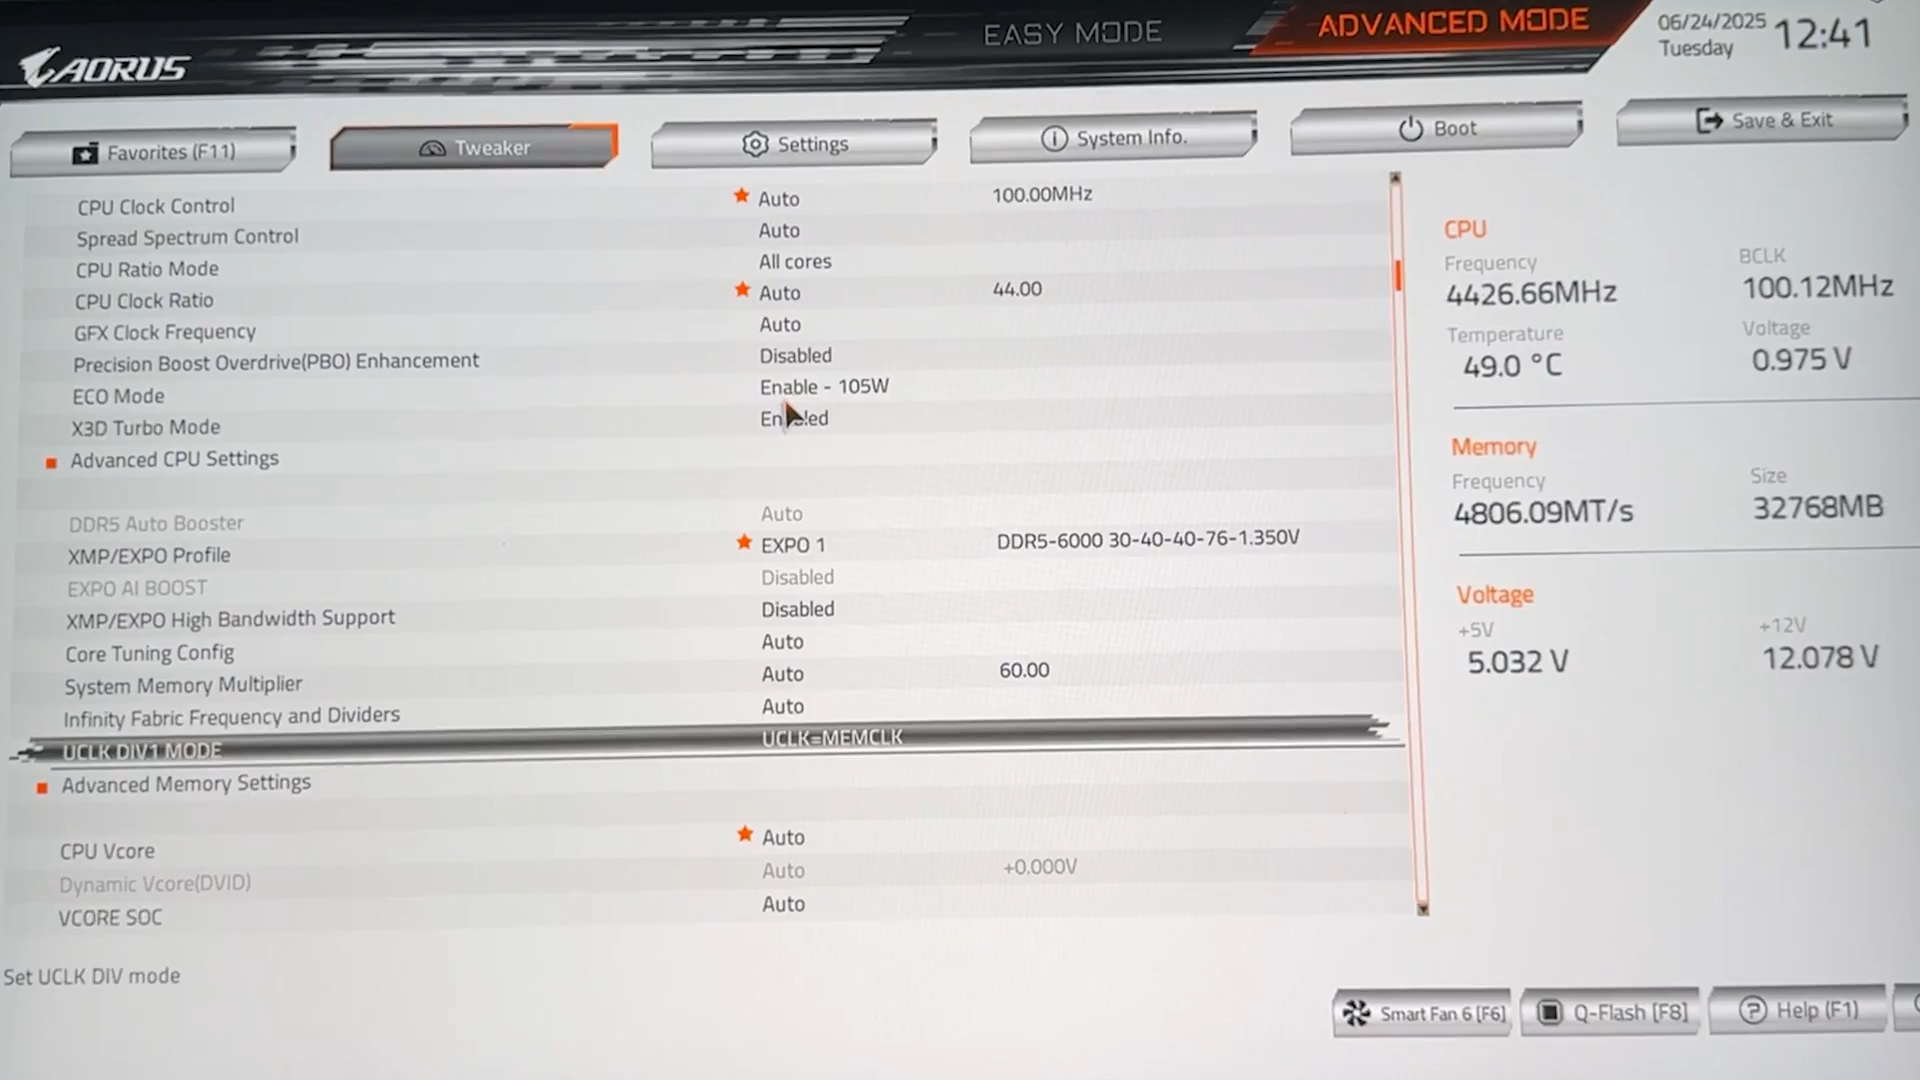 EASY MODE
ADVANCED MODE
06/24/2025
Tuesday
12:41
AORUS
Favorites (F11)
Tweaker
Settings
System Info.
Boot
Save & Exit
CPU Clock Control Auto 100.00MHz
Spread Spectrum Control Auto
CPU Ratio Mode All cores
CPU Clock Ratio Auto 44.00
GFX Clock Frequency Auto
Precision Boost Overdrive(PBO) Enhancement Disabled
ECO Mode Enable - 105W
X3D Turbo Mode Enabled
Advanced CPU Settings
DDR5 Auto Booster Auto
XMP/EXPO Profile EXPO 1 DDR5-6000 30-40-40-76-1.350V
EXPO AI BOOST Disabled
XMP/EXPO High Bandwidth Support Disabled
Core Tuning Config Auto
System Memory Multiplier Auto 60.00
Infinity Fabric Frequency and Dividers Auto
UCLK DIV1 MODE UCLK=MEMCLK
Advanced Memory Settings
CPU Vcore Auto
Dynamic Vcore(DVID) Auto +0.000V
VCORE SOC Auto
CPU
Frequency BCLK
4426.66MHz 100.12MHz
Temperature Voltage
49.0 °C 0.975 V
Memory
Frequency Size
4806.09MT/s 32768MB
Voltage
+5V +12V
5.032 V 12.078 V
Set UCLK DIV mode
Smart Fan 6 [F6]
Q-Flash [F8]
Help (F1)